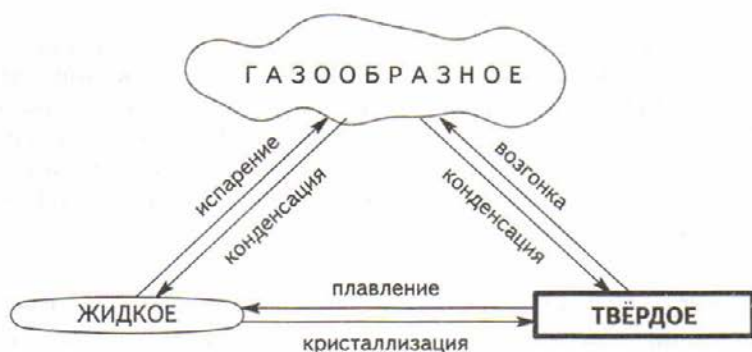 ГАЗООБРАЗНОЕ
испарение
конденсация
конденсация
возгонка
плавление
ЖИДКОЕ
ТВЁРДОЕ
кристаллизация